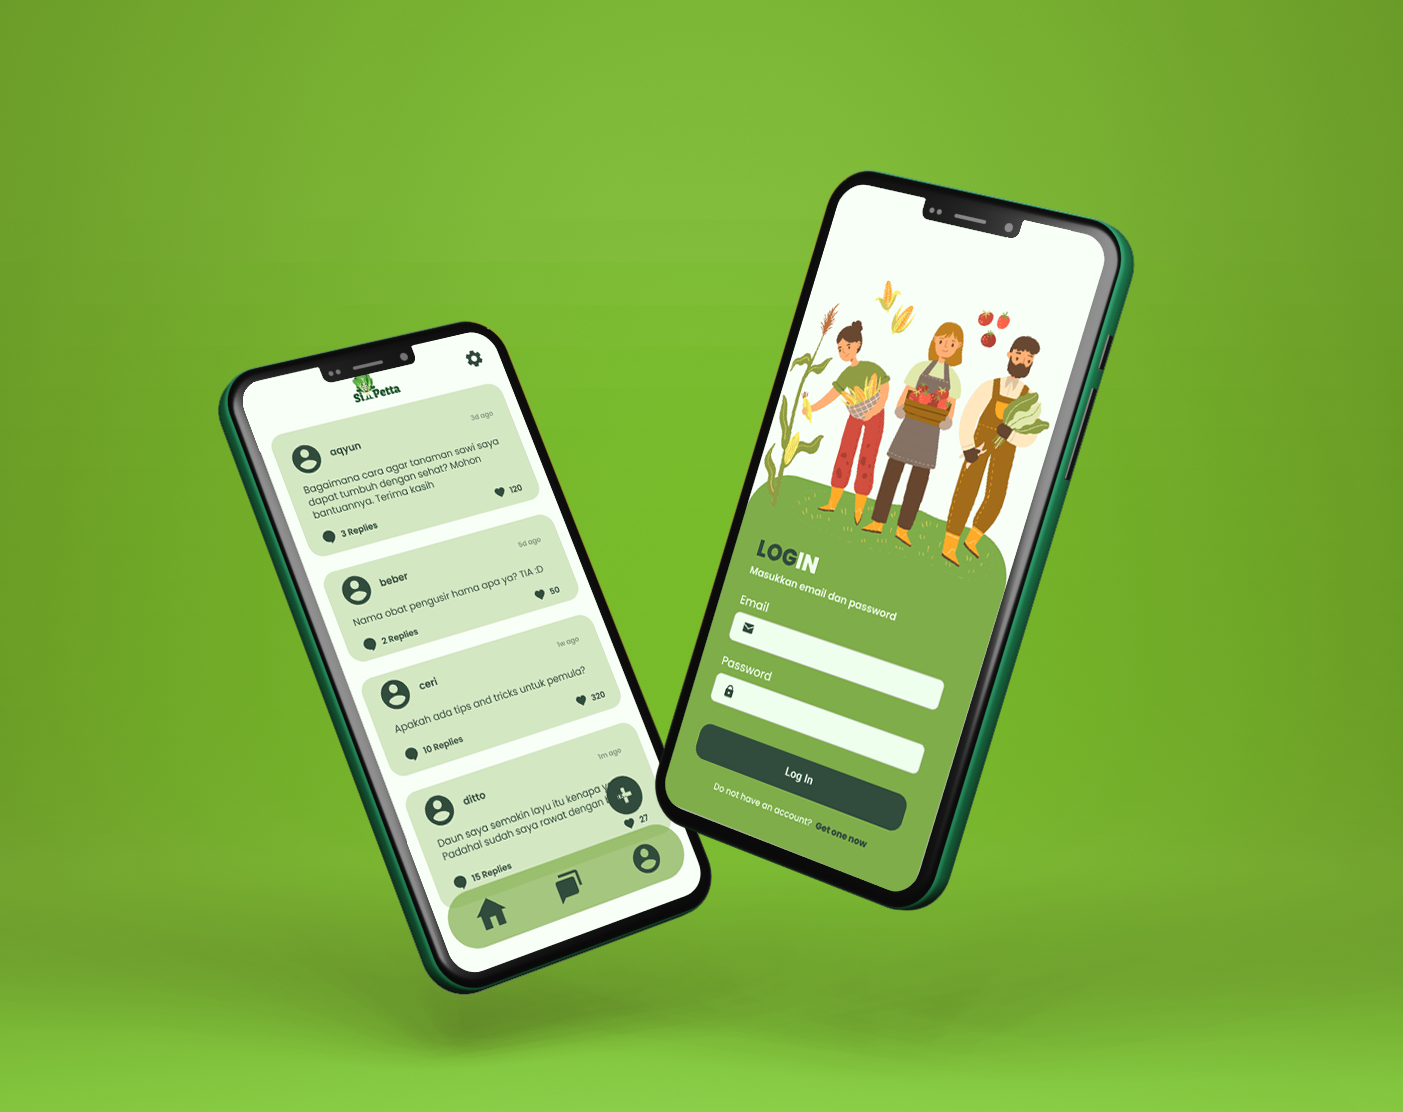 Petta
3d ago
aqyun
Bagaimana cara agar tanaman sawi saya
dapat tumbuh dengan sehat? Mohon
bantuannya. Terima kasih
120
3 Replies
5d ago
beber
Nama obat pengusir hama apa ya? TIA :D
50
2 Replies
1w ago
ceri
Apakah ada tips and tricks untuk pemula?
320
10 Replies
1m ago
ditto
Daun saya semakin layu itu kenapa
Padahal sudah saya rawat dengan
27
15 Replies
LOGIN
Masukkan email dan password
Email
Password
Log In
Do not have an account? Get one now